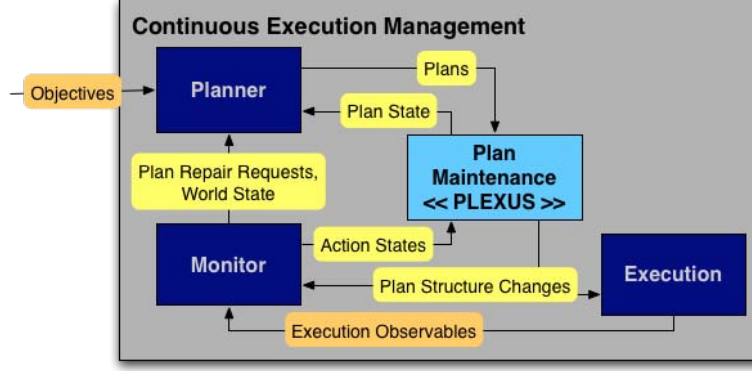 Continuous Execution Management
Objectives
Planner
Plans
Plan State
Plan
Maintenance
<< PLEXUS >>
Plan Repair Requests,
World State
Monitor
Action States
Execution
Plan Structure Changes
Execution Observables